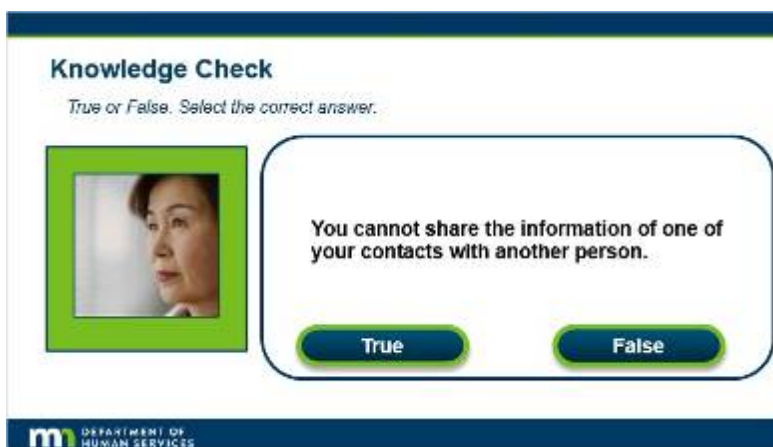 Knowledge Check
True or False. Select the correct answer.
You cannot share the information of one of
your contacts with another person.
True False
mn DEPARTMENT OF
HUMAN SERVICES